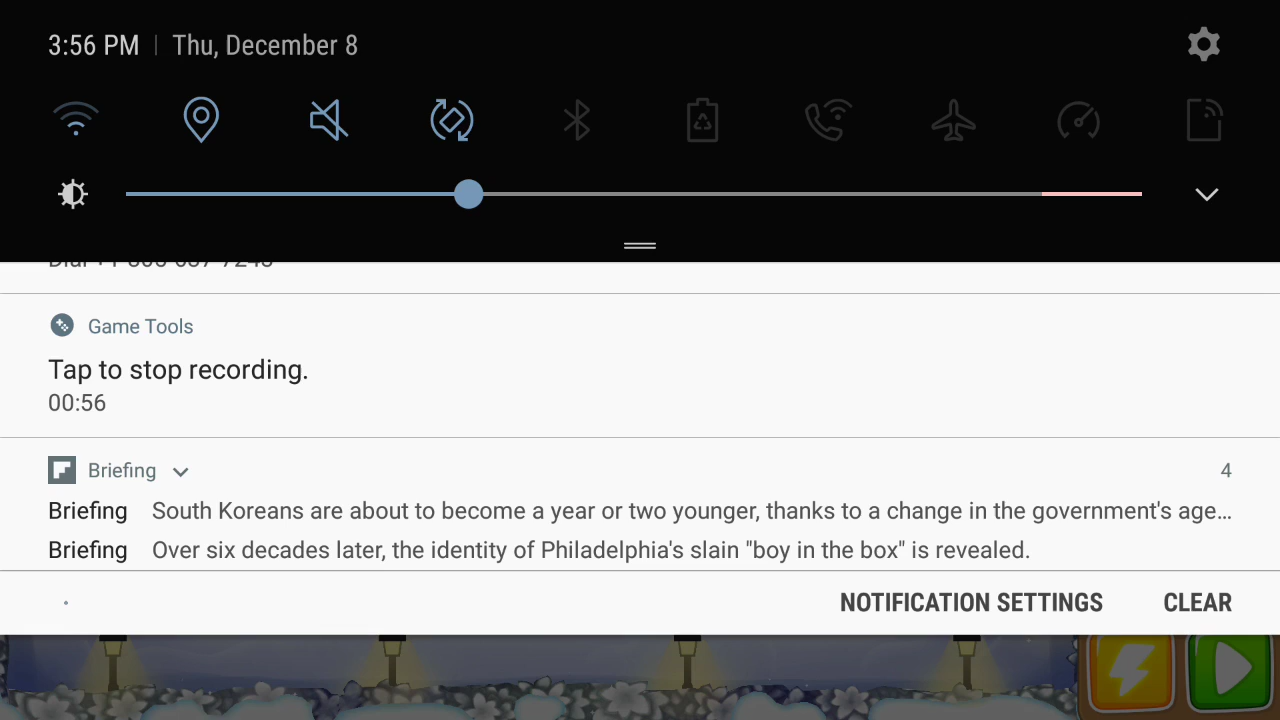 3:56 PM | Thu, December 8
Game Tools
Tap to stop recording.
00:56
Briefing 4
Briefing South Koreans are about to become a year or two younger, thanks to a change in the government's age...
Briefing Over six decades later, the identity of Philadelphia's slain "boy in the box" is revealed.
NOTIFICATION SETTINGS CLEAR